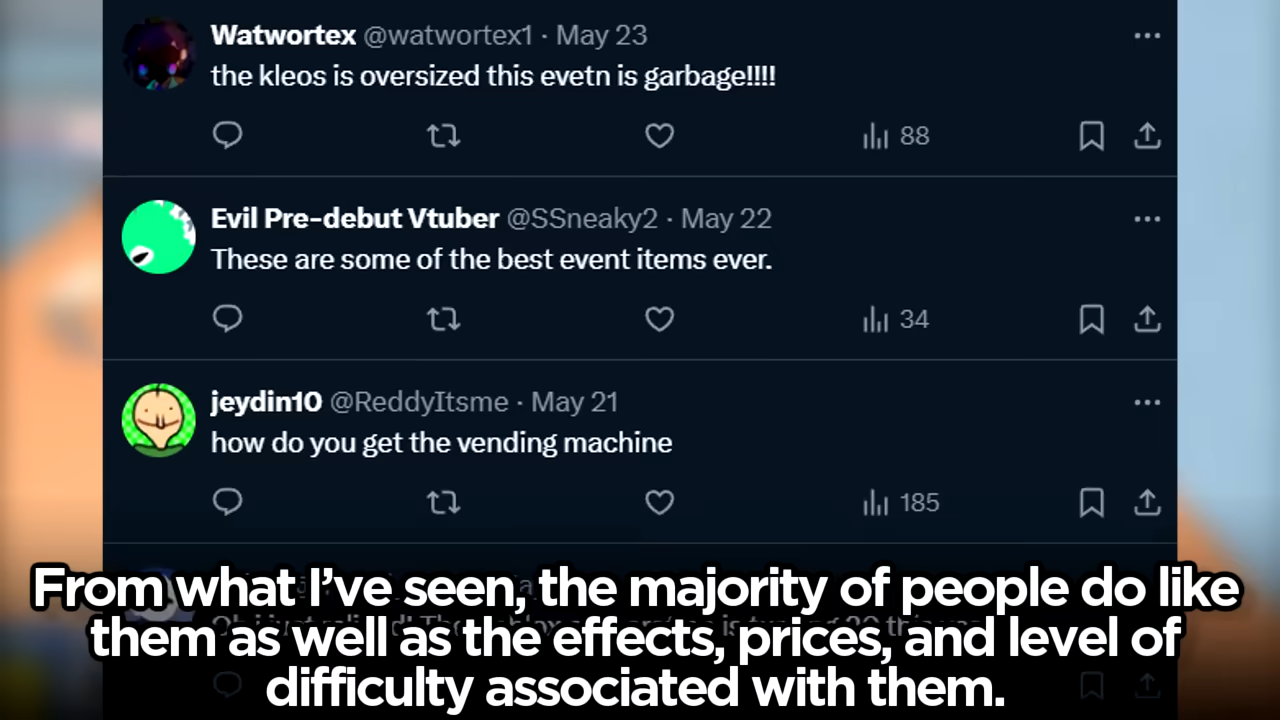 Watwortex @watwortex1 · May 23
the kleos is oversized this evetn is garbage!!!!
88
Evil Pre-debut Vtuber @SSneaky2 · May 22
These are some of the best event items ever.
34
jeydin10 @ReddyItsme · May 21
how do you get the vending machine
185
From what I've seen, the majority of people do like
them as well as the effects, prices, and level of
difficulty associated with them.